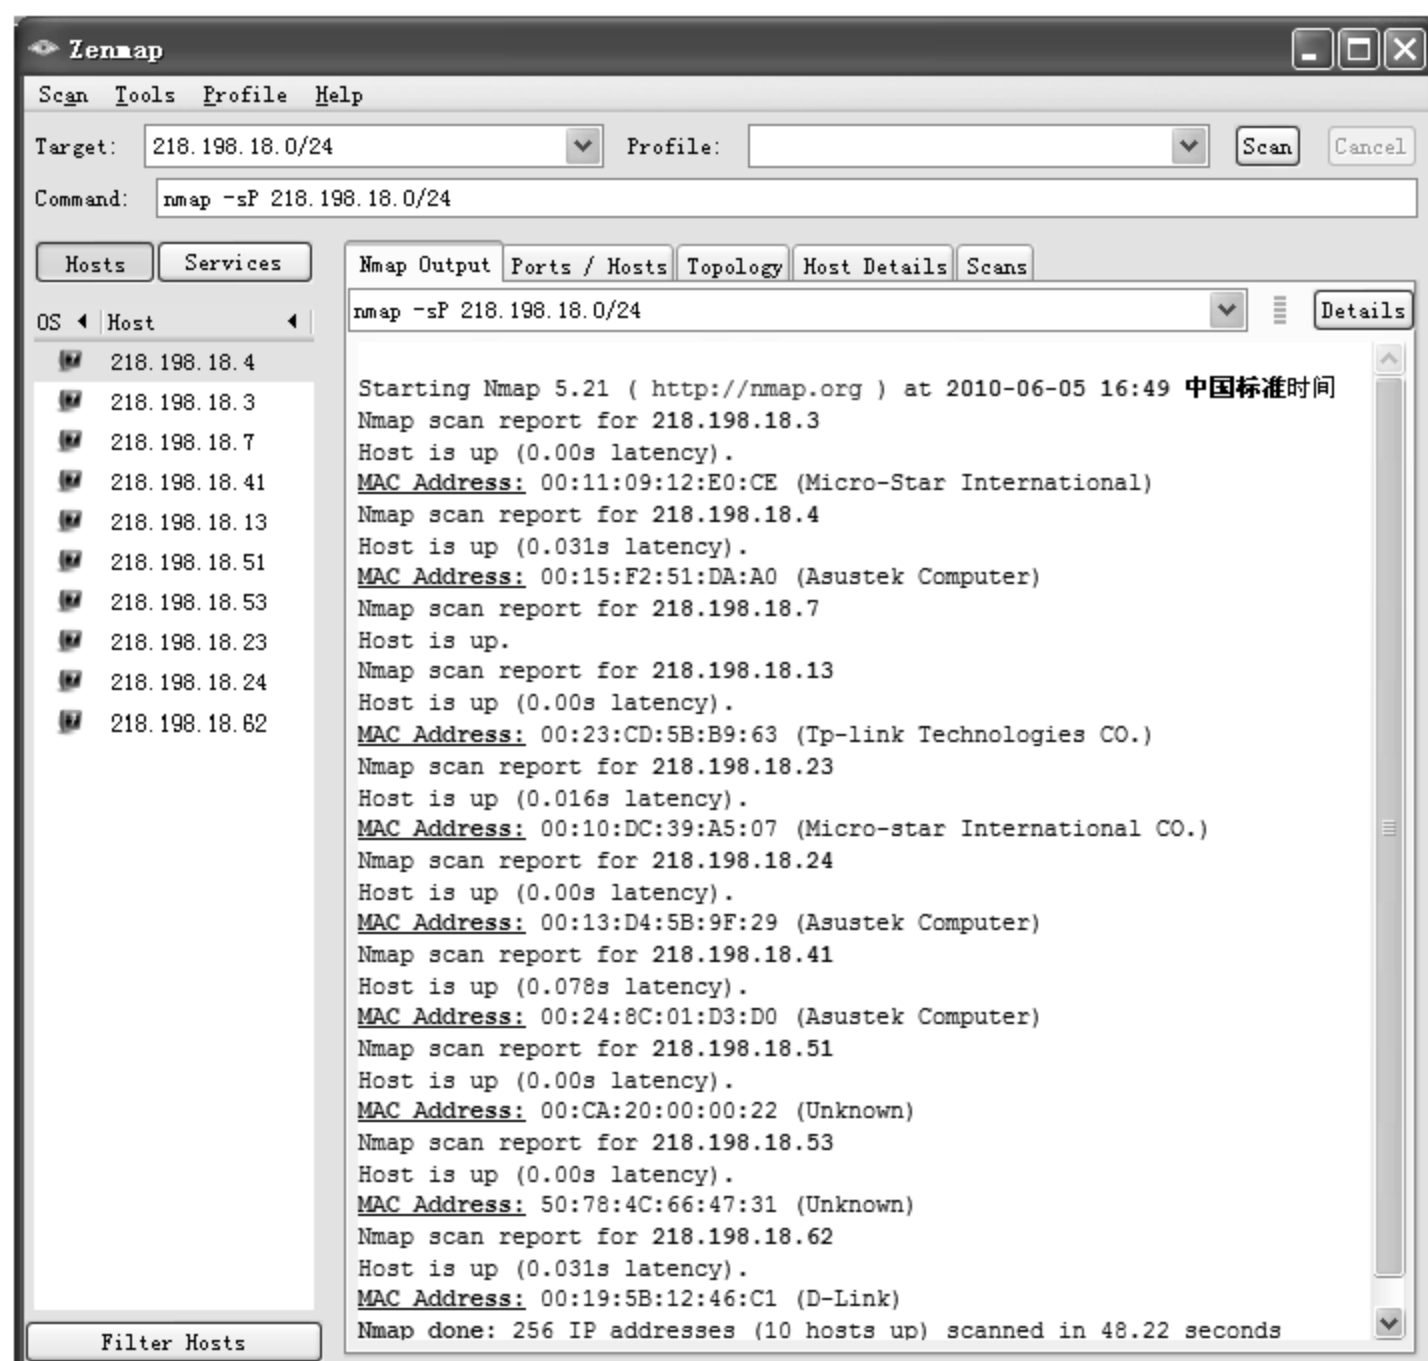 Zenmap
Scan Tools Profile Help
Target: 218.198.18.0/24 Profile: Scan Cancel
Command: nmap -sP 218.198.18.0/24
Hosts Services
Nmap Output Ports / Hosts Topology Host Details Scans
OS Host
nmap -sP 218.198.18.0/24 Details
218.198.18.4
218.198.18.3
218.198.18.7
218.198.18.41
218.198.18.13
218.198.18.51
218.198.18.53
218.198.18.23
218.198.18.24
218.198.18.62
Filter Hosts
Starting Nmap 5.21 ( http://nmap.org ) at 2010-06-05 16:49 中国标准时间
Nmap scan report for 218.198.18.3
Host is up (0.00s latency).
MAC Address: 00:11:09:12:E0:CE (Micro-Star International)
Nmap scan report for 218.198.18.4
Host is up (0.031s latency).
MAC Address: 00:15:F2:51:DA:A0 (Asustek Computer)
Nmap scan report for 218.198.18.7
Host is up.
Nmap scan report for 218.198.18.13
Host is up (0.00s latency).
MAC Address: 00:23:CD:5B:B9:63 (Tp-link Technologies CO.)
Nmap scan report for 218.198.18.23
Host is up (0.016s latency).
MAC Address: 00:10:DC:39:A5:07 (Micro-star International CO.)
Nmap scan report for 218.198.18.24
Host is up (0.00s latency).
MAC Address: 00:13:D4:5B:9F:29 (Asustek Computer)
Nmap scan report for 218.198.18.41
Host is up (0.078s latency).
MAC Address: 00:24:8C:01:D3:D0 (Asustek Computer)
Nmap scan report for 218.198.18.51
Host is up (0.00s latency).
MAC Address: 00:CA:20:00:00:22 (Unknown)
Nmap scan report for 218.198.18.53
Host is up (0.00s latency).
MAC Address: 50:78:4C:66:47:31 (Unknown)
Nmap scan report for 218.198.18.62
Host is up (0.031s latency).
MAC Address: 00:19:5B:12:46:C1 (D-Link)
Nmap done: 256 IP addresses (10 hosts up) scanned in 48.22 seconds